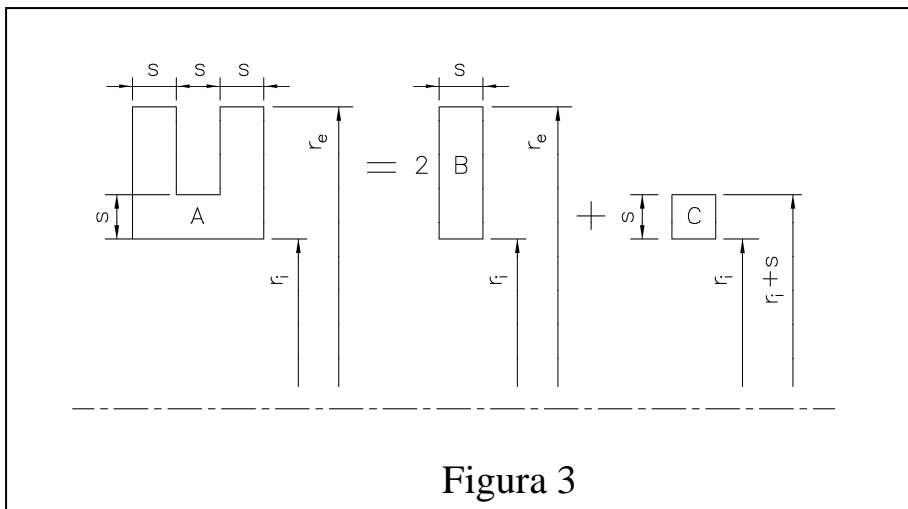 s s s
s
A
r_i
r_e
= 2
s
B
r_i
r_e
+
s
C
r_i
r_i+s
Figura 3